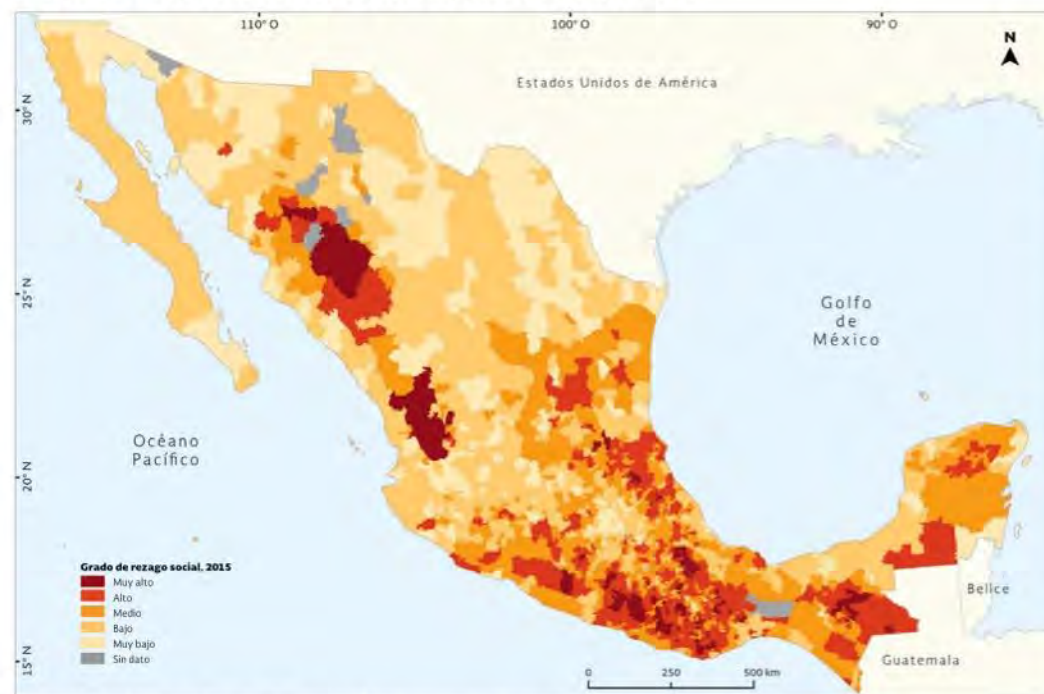 110° O
100° O
90° O
N
Estados Unidos de América
30° N
25° N
Golfo
de
México
Océano
Pacífico
20° N
Grado de rezago social, 2015
Muy alto
Alto
Medio
Bajo
Muy bajo
Sin dato
Belice
Guatemala
15° N
0 250 500 km